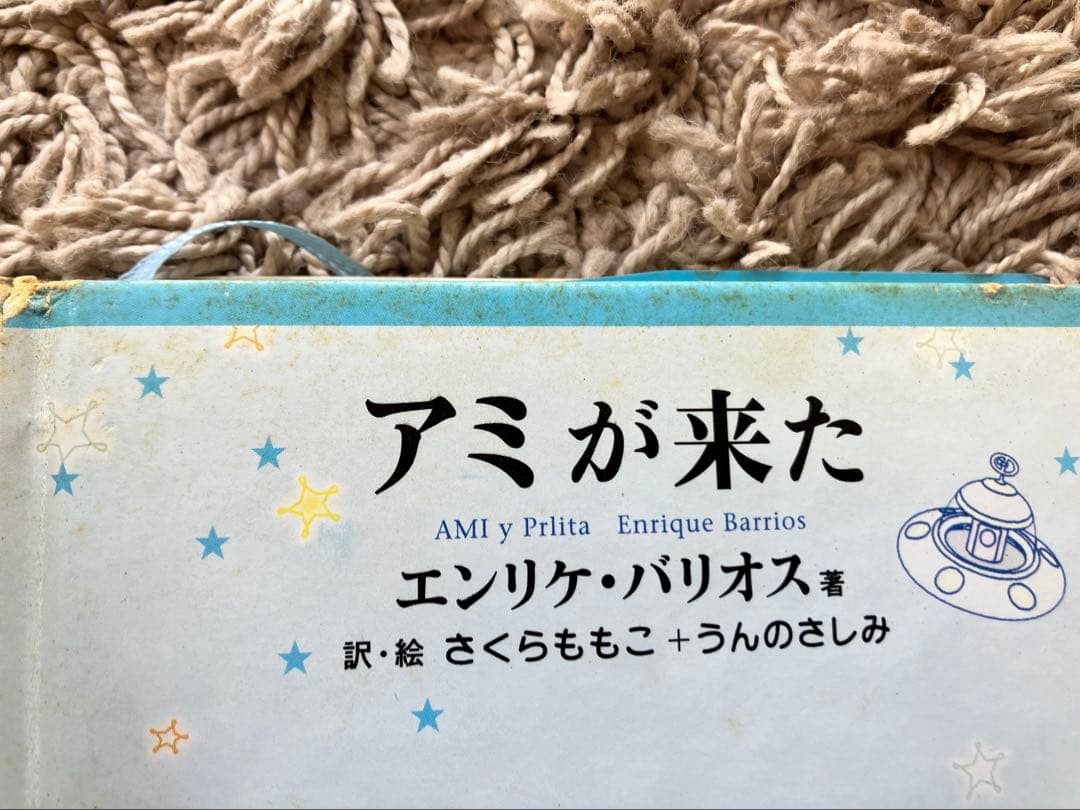 アミが来た
AMI y Prlita Enrique Barrios
エンリケ・バリオス著
訳・絵 さくらももこ+うんのさしみ